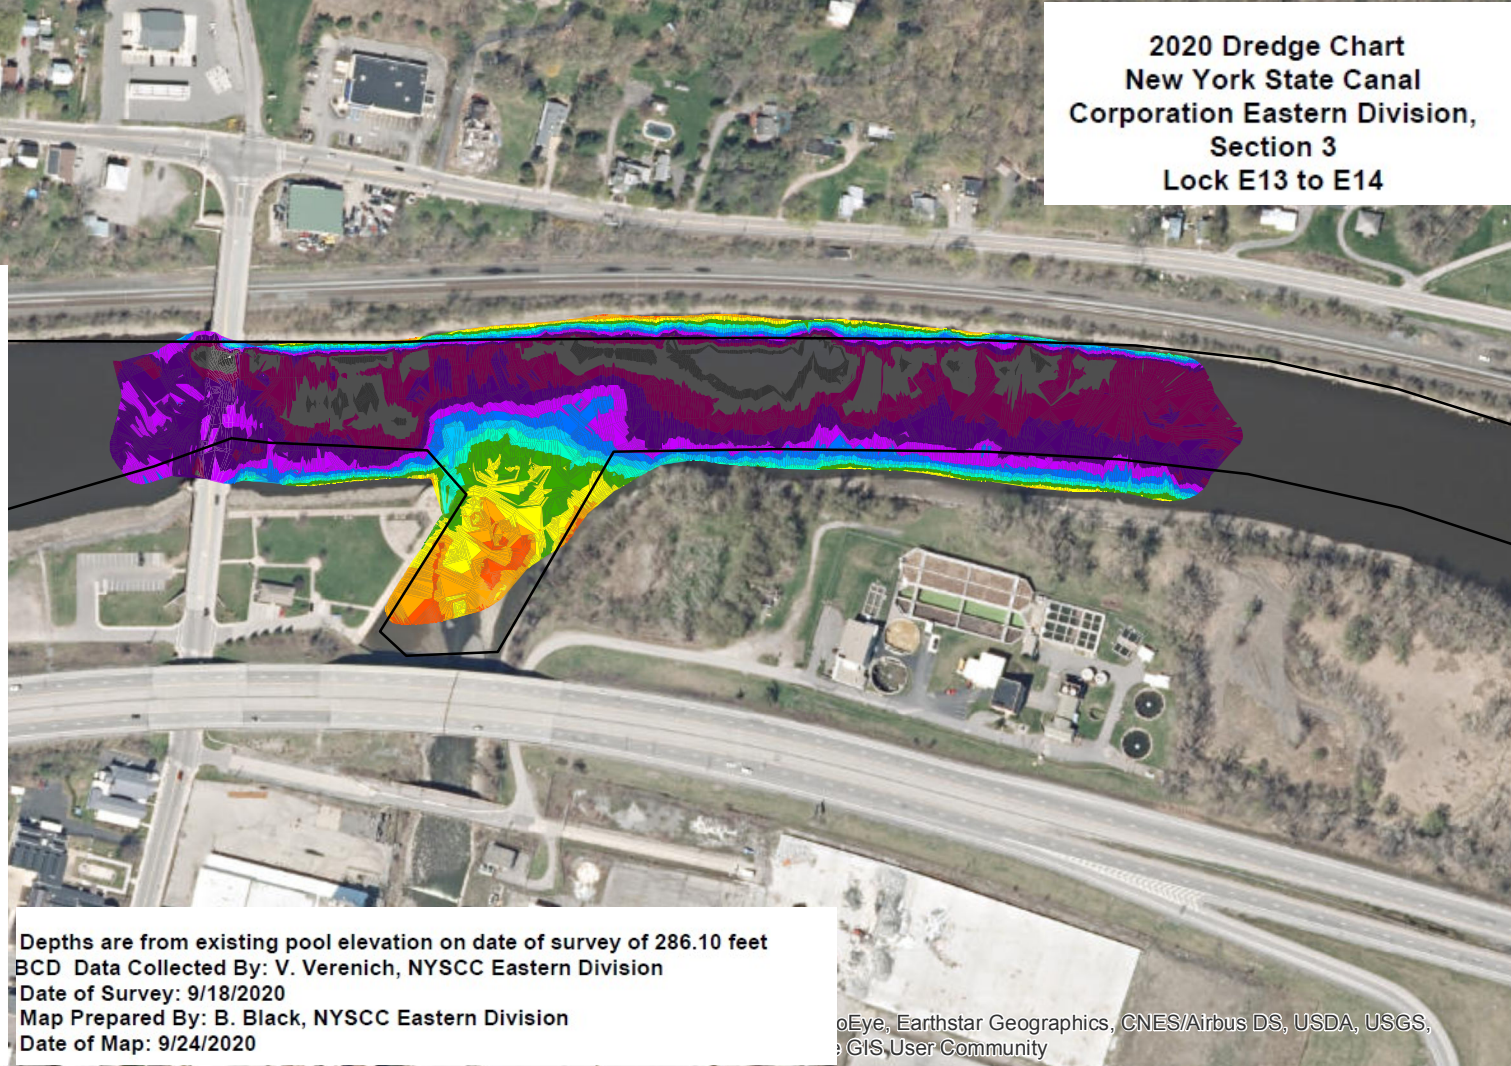 2020 Dredge Chart
New York State Canal
Corporation Eastern Division,
Section 3
Lock E13 to E14
Depths are from existing pool elevation on date of survey of 286.10 feet
BCD Data Collected By: V. Verenich, NYSCC Eastern Division
Date of Survey: 9/18/2020
Map Prepared By: B. Black, NYSCC Eastern Division
Date of Map: 9/24/2020
oEye, Earthstar Geographics, CNES/Airbus DS, USDA, USGS,
GIS User Community